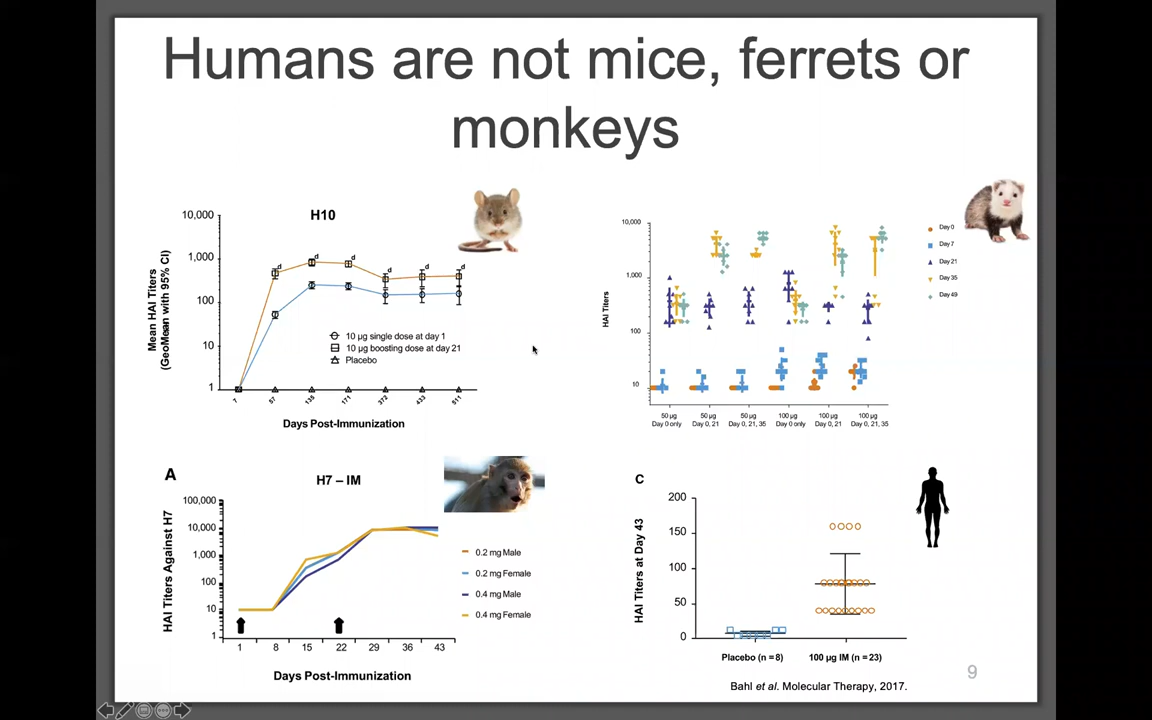 Humans are not mice, ferrets or
monkeys
H10
Mean HAI Titers
(GeoMean with 95% CI)
10,000
1,000
100
10
1
d
d
d
d
d
d
10 µg single dose at day 1
10 µg boosting dose at day 21
Placebo
7
57
135
171
372
433
511
Days Post-Immunization
HAI Titers
10,000
1,000
100
10
Day 0
Day 7
Day 21
Day 35
Day 49
50 µg
Day 0 only
50 µg
Day 0, 21
50 µg
Day 0, 21, 35
100 µg
Day 0 only
100 µg
Day 0, 21
100 µg
Day 0, 21, 35
A
H7 – IM
HAI Titers Against H7
100,000
10,000
1,000
100
10
1
0.2 mg Male
0.2 mg Female
0.4 mg Male
0.4 mg Female
1
8
15
22
29
36
43
Days Post-Immunization
C
HAI Titers at Day 43
200
150
100
50
0
Placebo (n = 8)
100 µg IM (n = 23)
9
Bahl et al. Molecular Therapy, 2017.